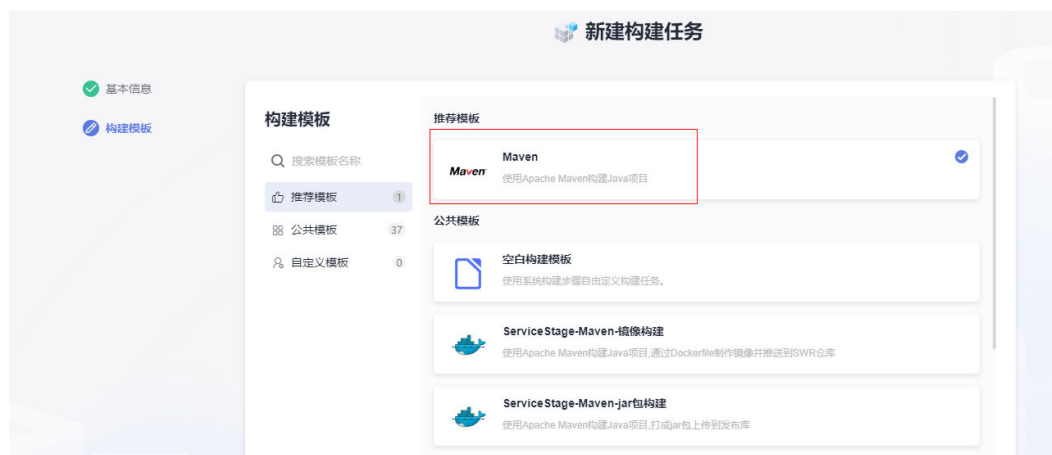 新建构建任务
基本信息
构建模板
构建模板
搜索模板名称
推荐模板 1
公共模板 37
自定义模板 0
推荐模板
Maven
Maven
使用Apache Maven构建Java项目
公共模板
空白构建模板
使用系统构建步骤自由定义构建任务。
ServiceStage-Maven-镜像构建
使用Apache Maven构建Java项目,通过Dockerfile制作镜像并推送到SWR仓库
ServiceStage-Maven-jar包构建
使用Apache Maven构建Java项目,打成jar包上传到发布库